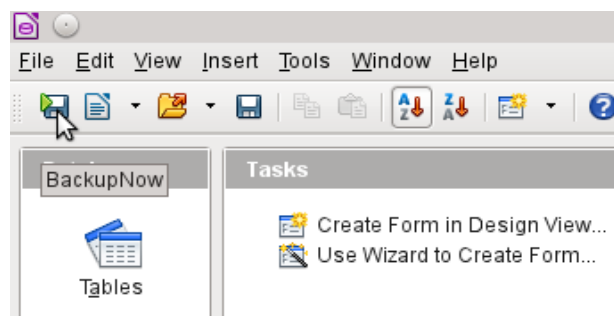 File Edit View Insert Tools Window Help
BackupNow
Tasks
Create Form in Design View...
Use Wizard to Create Form...
Tables